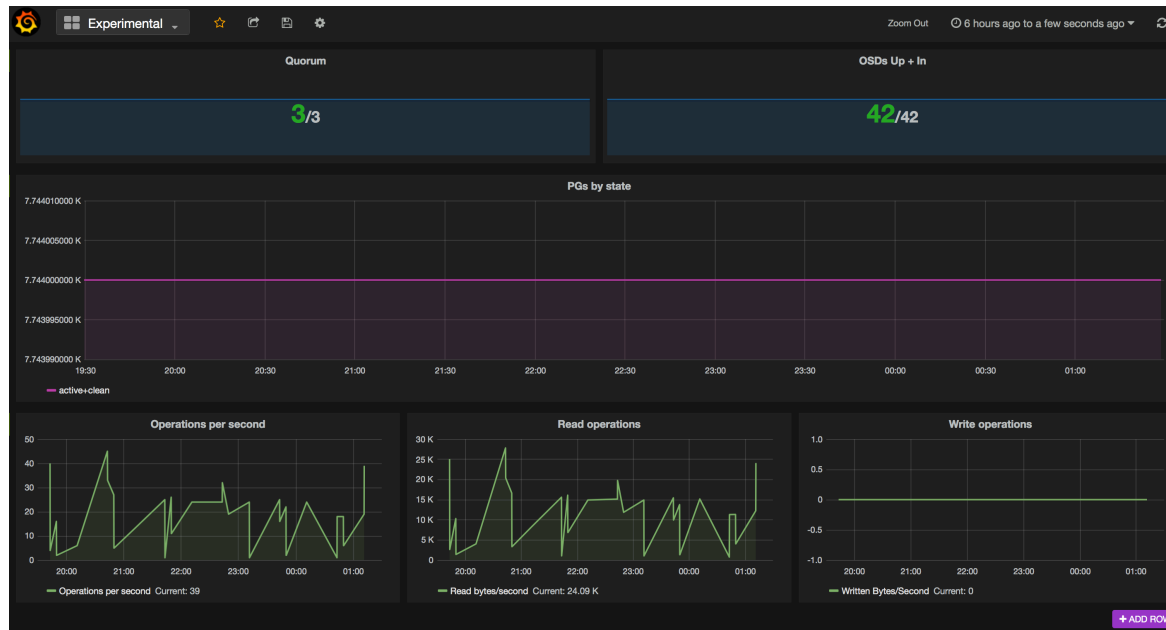 Experimental
Zoom Out
6 hours ago to a few seconds ago
Quorum
3/3
OSDs Up + In
42/42
PGs by state
7.744010000 K
7.744005000 K
7.744000000 K
7.743995000 K
7.743990000 K
19:30 20:00 20:30 21:00 21:30 22:00 22:30 23:00 23:30 00:00 00:30 01:00
active+clean
Operations per second
50
40
30
20
10
0
20:00 21:00 22:00 23:00 00:00 01:00
Operations per second Current: 39
Read operations
30 K
25 K
20 K
15 K
10 K
5 K
0
20:00 21:00 22:00 23:00 00:00 01:00
Read bytes/second Current: 24.09 K
Write operations
1.0
0.5
0
-0.5
-1.0
20:00 21:00 22:00 23:00 00:00 01:00
Written Bytes/Second Current: 0
+ ADD ROW